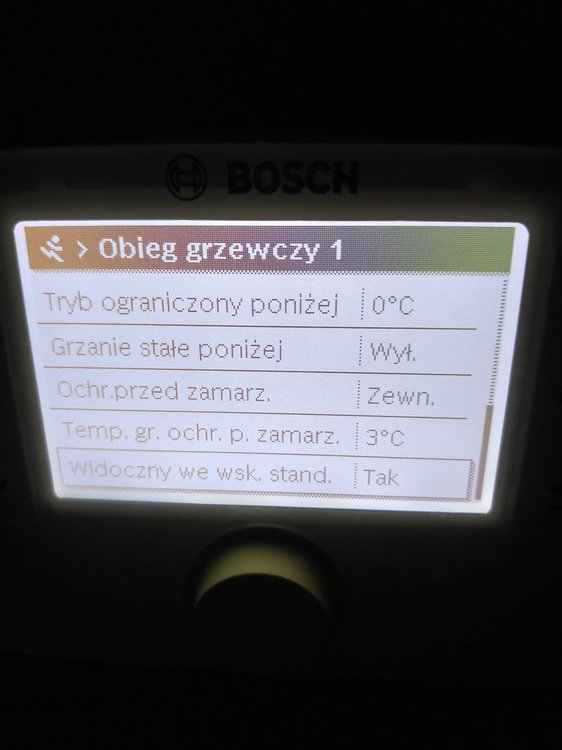 BOSCH
> Obieg grzewczy 1
Tryb ograniczony poniżej 0°C
Grzanie stałe poniżej Wył.
Ochr.przed zamarz. Zewn.
Temp. gr. ochr. p. zamarz. 3°C
Widoczny we wsk. stand. Tak